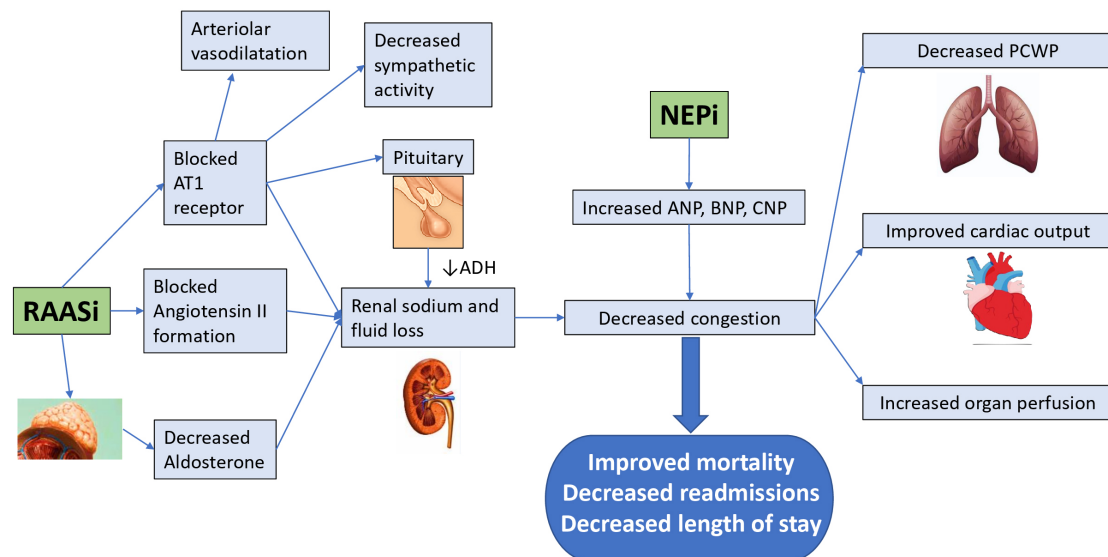 Arteriolar
vasodilatation
Decreased
sympathetic
activity
Decreased PCWP
NEPi
Blocked
AT1
receptor
Pituitary
Increased ANP, BNP, CNP
Improved cardiac output
↓ADH
RAASi
Blocked
Angiotensin II
formation
Renal sodium and
fluid loss
Decreased congestion
Increased organ perfusion
Decreased
Aldosterone
Improved mortality
Decreased readmissions
Decreased length of stay